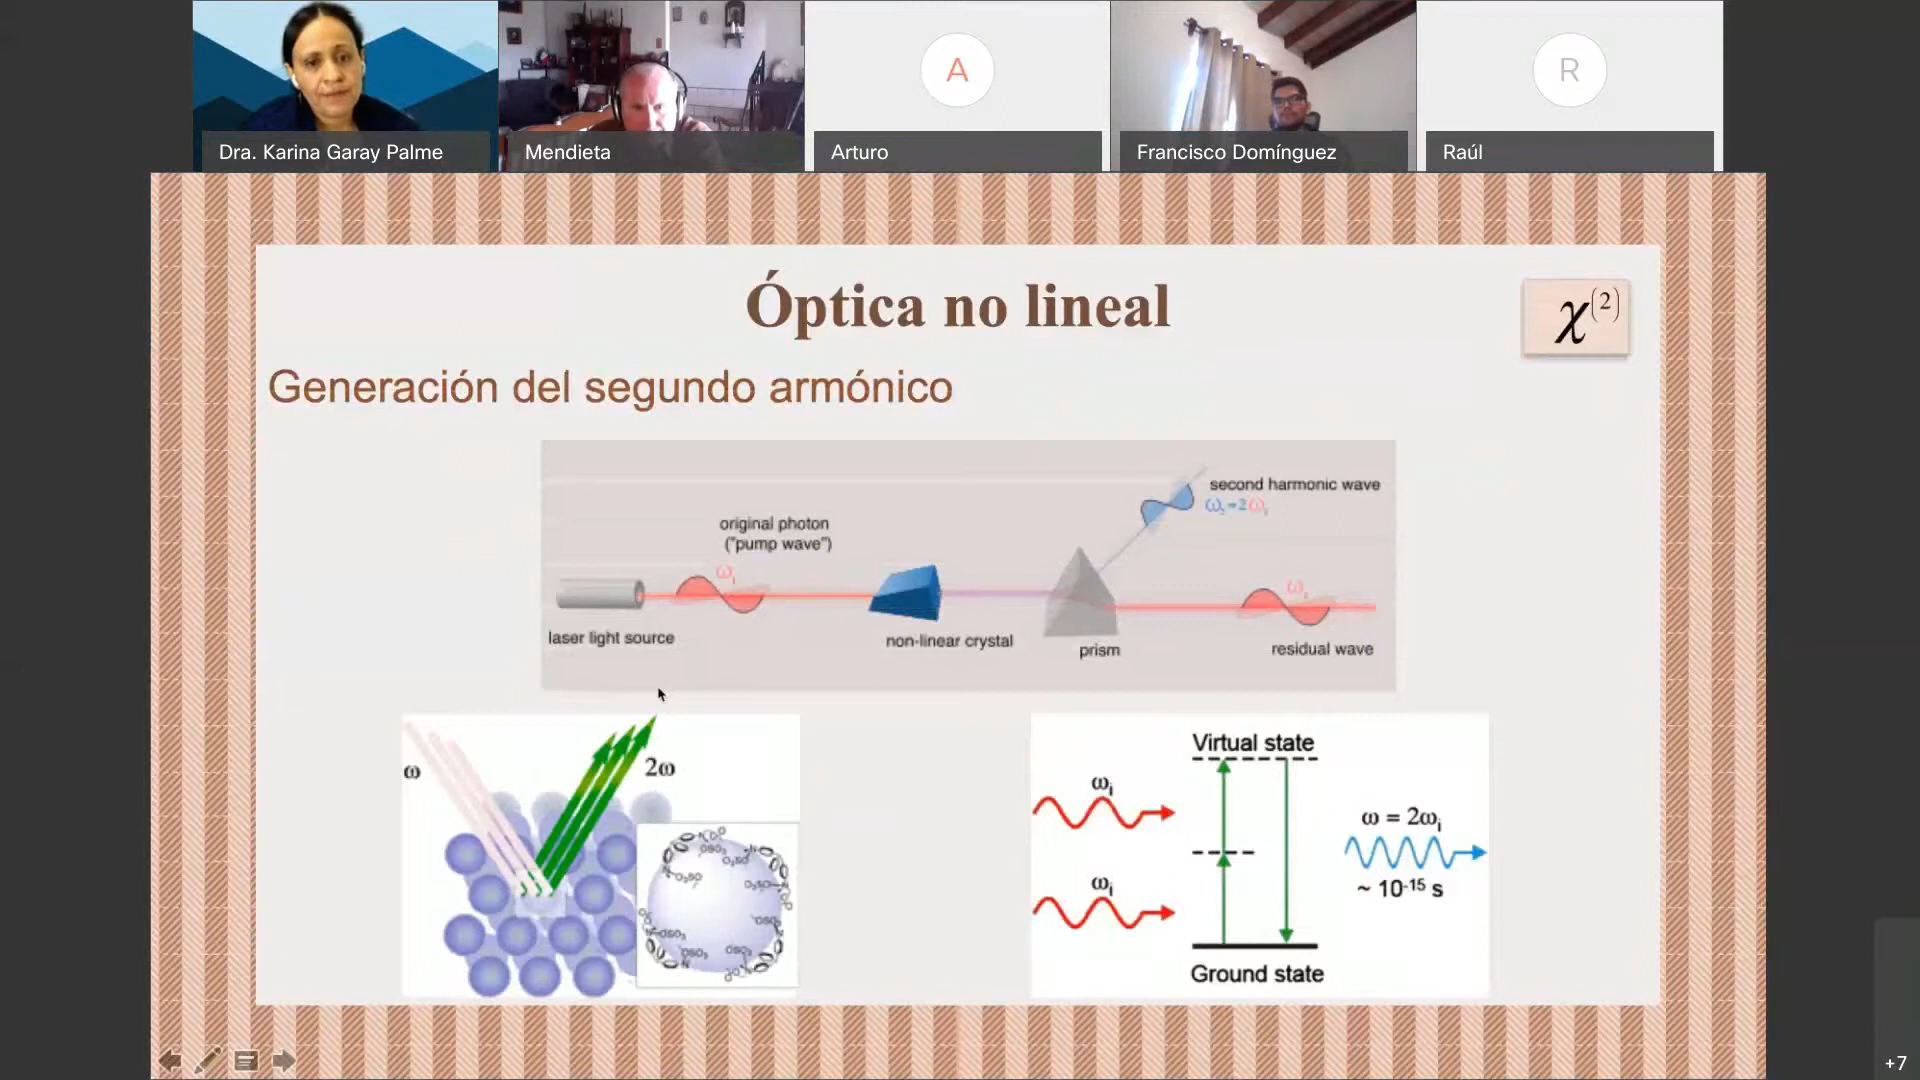 A
R
Dra. Karina Garay Palme
Mendieta
Arturo
Francisco Domínguez
Raúl
Óptica no lineal
χ(2)
Generación del segundo armónico
second harmonic wave
original photon
("pump wave")
laser light source
non-linear crystal
prism
residual wave
ω
2ω
Virtual state
ωi
ω = 2ωi
~ 10-15 s
ωi
Ground state
+7